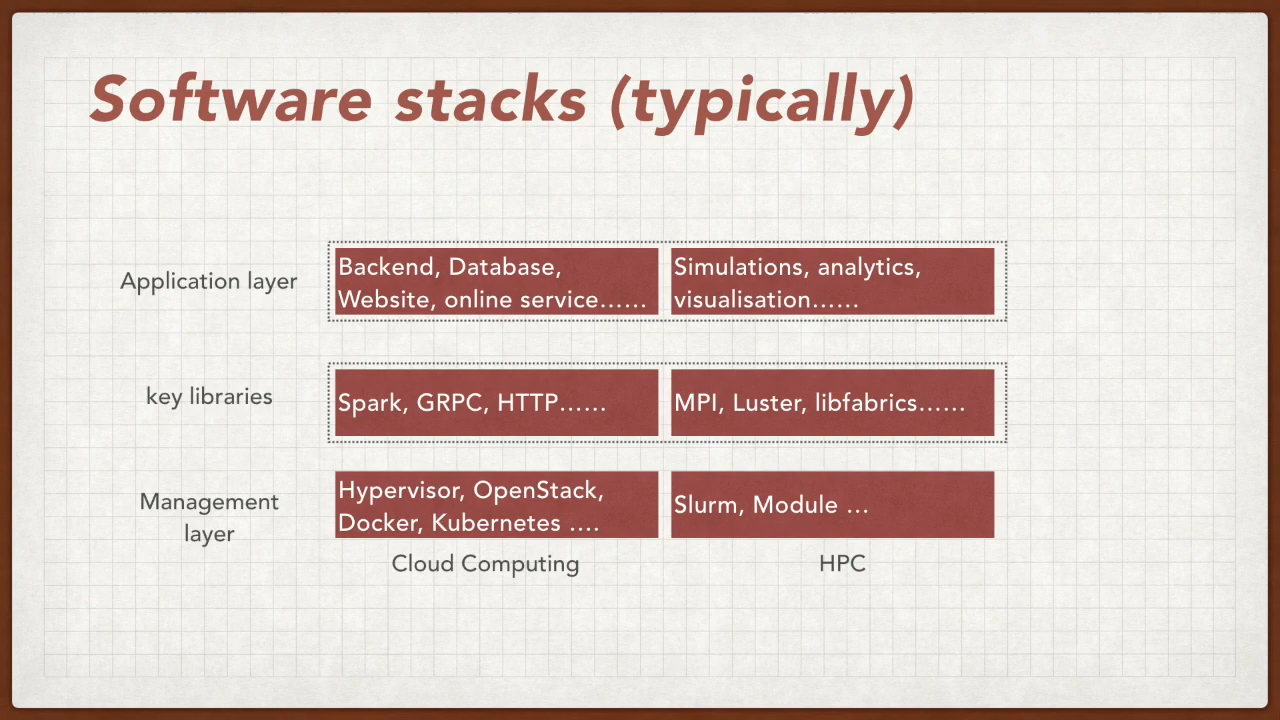 Software stacks (typically)
Application layer
Backend, Database,
Website, online service......
Simulations, analytics,
visualisation......
key libraries
Spark, GRPC, HTTP......
MPI, Luster, libfabrics......
Management
layer
Hypervisor, OpenStack,
Docker, Kubernetes ....
Slurm, Module ...
Cloud Computing
HPC